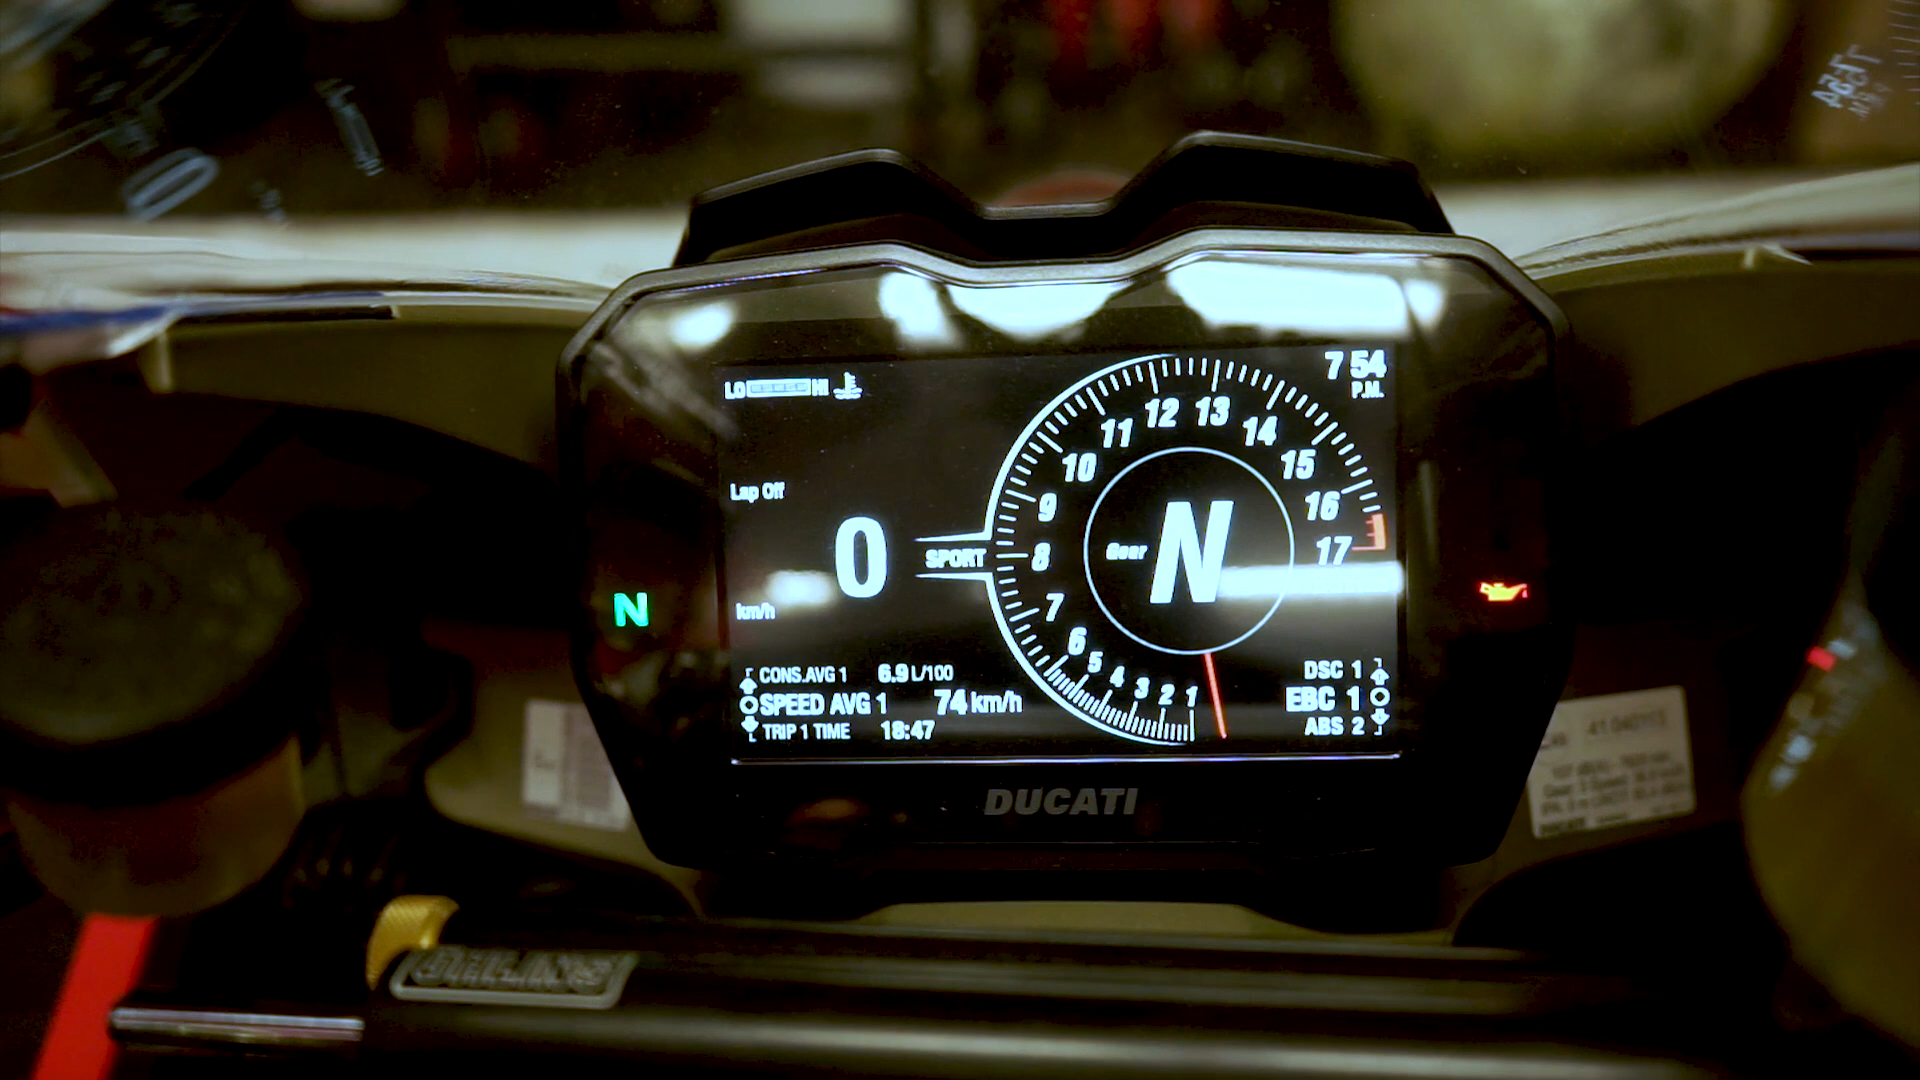 LO HI
7 54
P.M.
12 13
11 14
10 15
9 16
8 17
7
6
5
4
3
2
1
Lap Off
0
SPORT
Gear N
km/h
N
CONS.AVG 1 6.9 L/100
SPEED AVG 1 74 km/h
TRIP 1 TIME 18:47
DSC 1
EBC 1
ABS 2
DUCATI